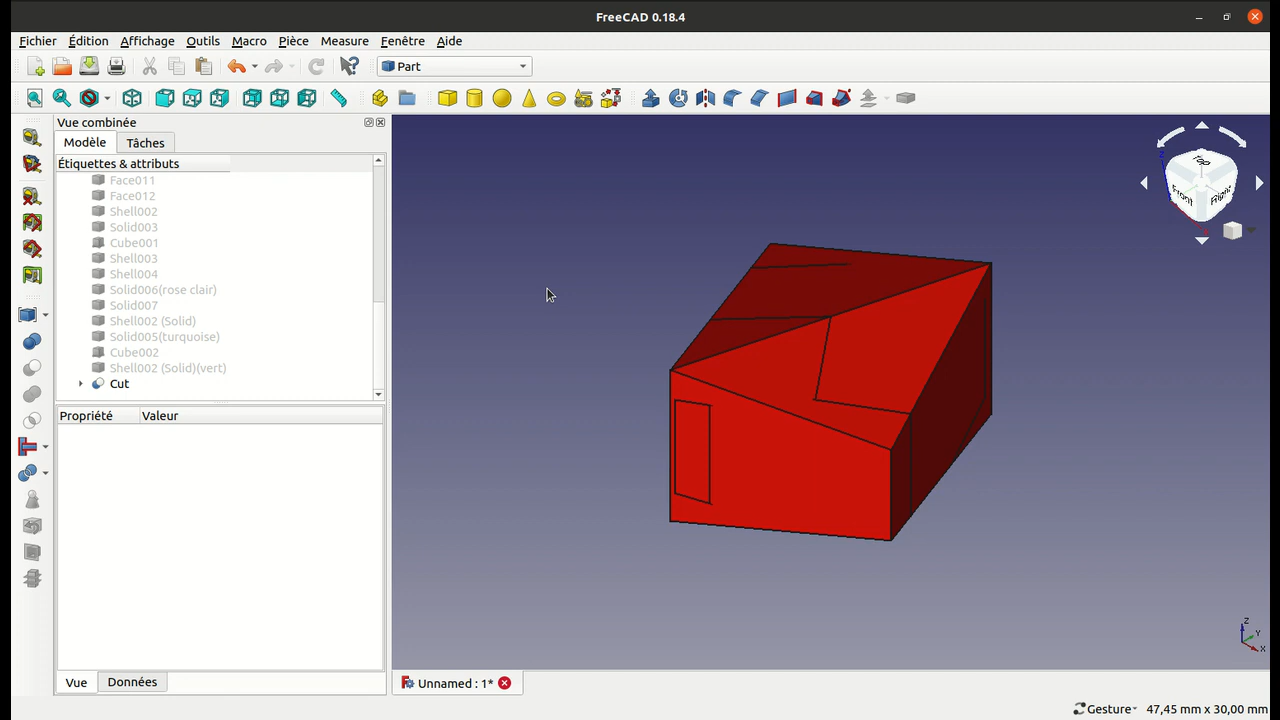 FreeCAD 0.18.4
Fichier Édition Affichage Outils Macro Pièce Measure Fenêtre Aide
Part
Vue combinée
Modèle Tâches
Étiquettes & attributs
Face011
Face012
Shell002
Solid003
Cube001
Shell003
Shell004
Solid006(rose clair)
Solid007
Shell002 (Solid)
Solid005(turquoise)
Cube002
Shell002 (Solid)(vert)
Cut
Propriété Valeur
Front Right
Z
Y
X
Vue Données
Unnamed : 1*
Gesture 47,45 mm x 30,00 mm